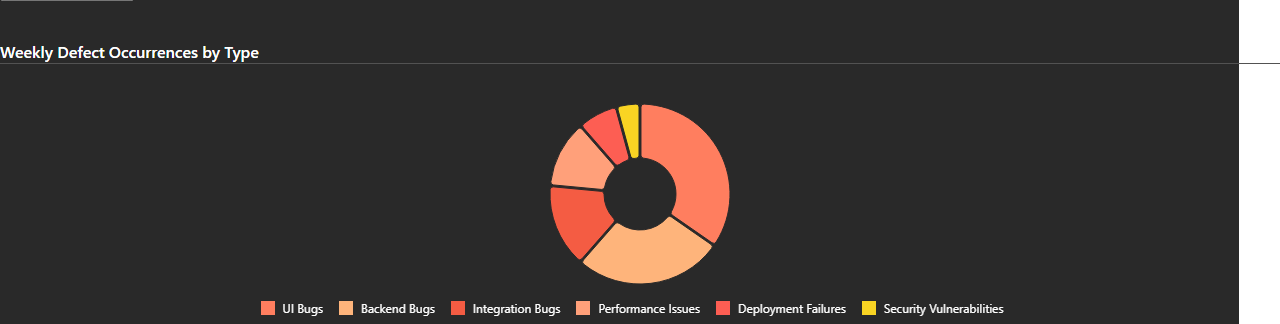 Weekly Defect Occurrences by Type
UI Bugs Backend Bugs Integration Bugs Performance Issues Deployment Failures Security Vulnerabilities